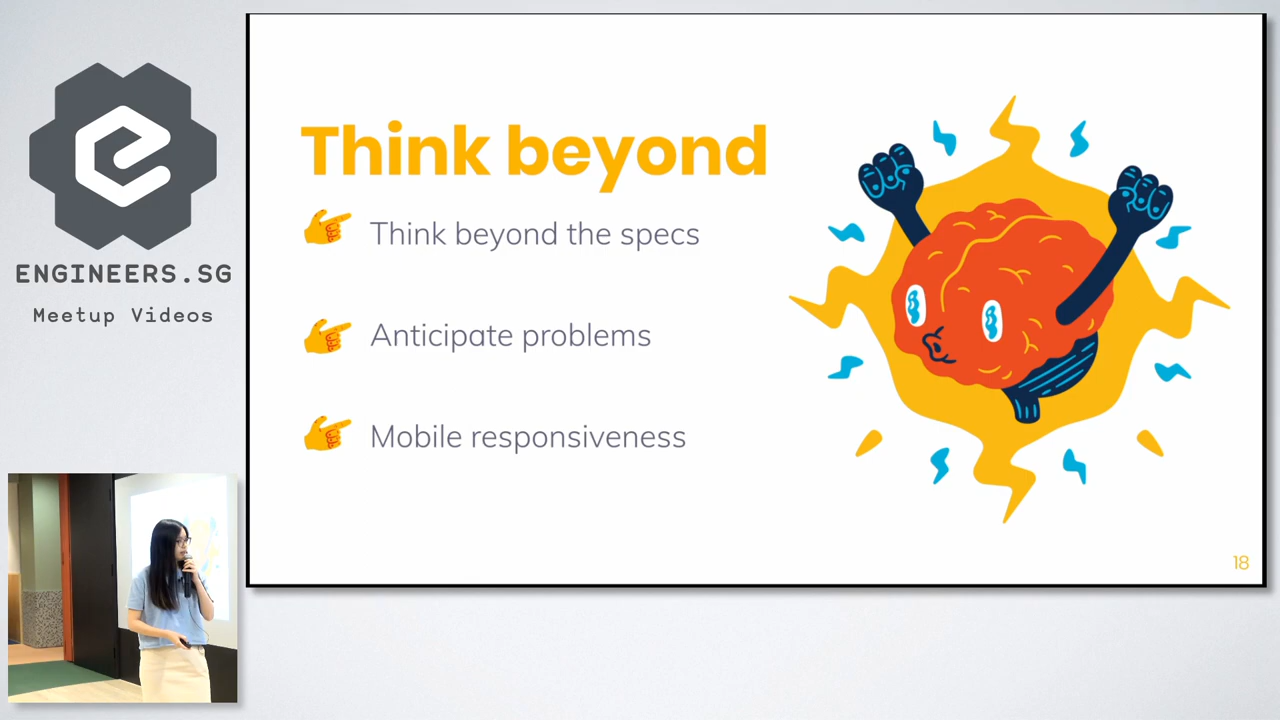 ENGINEERS.SG
Meetup Videos
Think beyond
Think beyond the specs
Anticipate problems
Mobile responsiveness
18